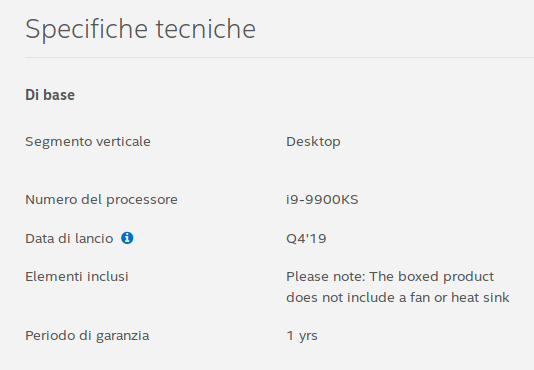 Specifiche tecniche
Di base
Segmento verticale Desktop
Numero del processore i9-9900KS
Data di lancio Q4'19
Elementi inclusi Please note: The boxed product
does not include a fan or heat sink
Periodo di garanzia 1 yrs